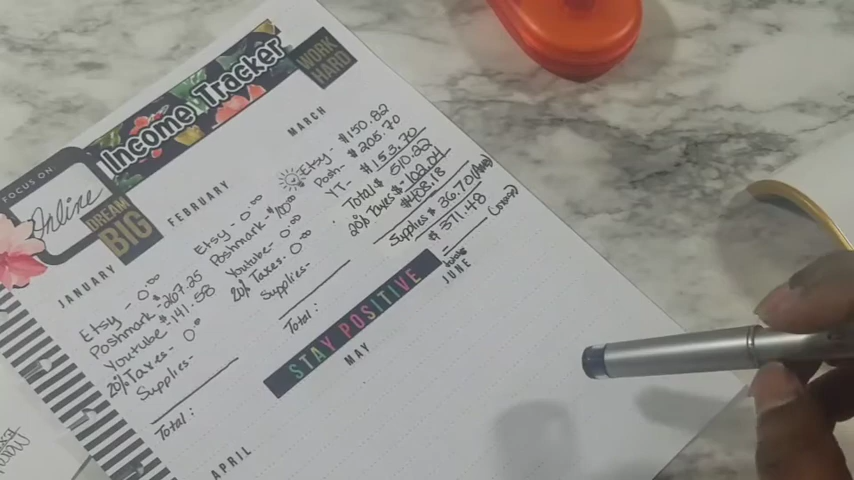 FOCUS ON
Online
Income Tracker
WORK HARD
DREAM BIG
JANUARY
Etsy - 0.00
Poshmark - $267.25
Youtube - 141.58
20% Taxes - 0.00
Supplies -
Total:
FEBRUARY
Etsy - 0.00
Poshmark - $100.00
Youtube - 0.00
20% Taxes - 0.00
Supplies -
Total:
MARCH
Etsy - $150.82
Posh - $205.70
YT - $153.70
Total $ 510.22
20% Taxes - 102.04
$408.18
Supplies $ 36.70
$ 371.48
STAY POSITIVE
APRIL
MAY
JUNE